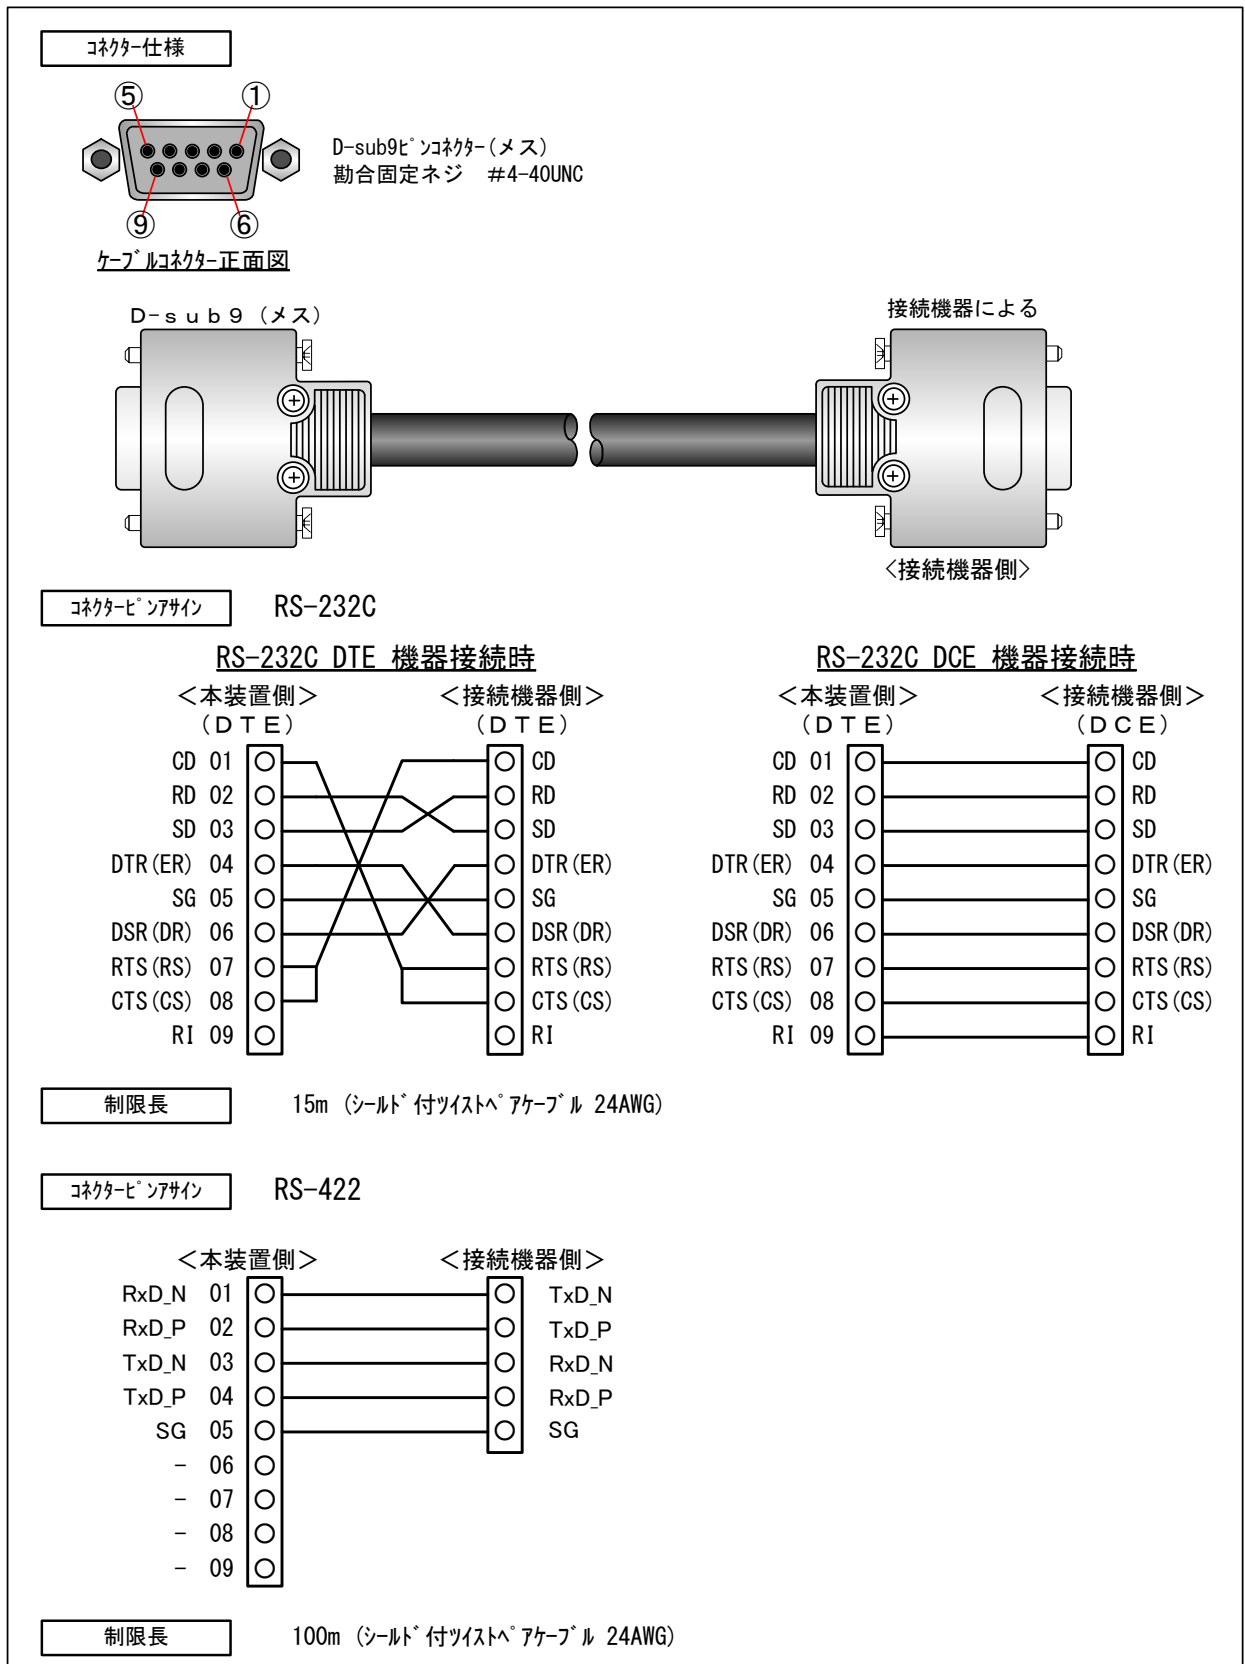 ｺﾈｸﾀｰ仕様
⑤ ①
D-sub9ﾋﾟﾝｺﾈｸﾀｰ(メス)
勘合固定ネジ　＃4-40UNC
⑨ ⑥
ｹｰﾌﾞﾙｺﾈｸﾀｰ正面図
Ｄ-ｓｕｂ９（メス）
接続機器による
〈接続機器側〉
ｺﾈｸﾀｰﾋﾟﾝｱｻｲﾝ RS-232C
RS-232C DTE 機器接続時
＜本装置側＞ ＜接続機器側＞
（ＤＴＥ） （ＤＴＥ）
CD 01 CD
RD 02 RD
SD 03 SD
DTR(ER) 04 DTR(ER)
SG 05 SG
DSR(DR) 06 DSR(DR)
RTS(RS) 07 RTS(RS)
CTS(CS) 08 CTS(CS)
RI 09 RI
RS-232C DCE 機器接続時
＜本装置側＞ ＜接続機器側＞
（ＤＴＥ） （ＤＣＥ）
CD 01 CD
RD 02 RD
SD 03 SD
DTR(ER) 04 DTR(ER)
SG 05 SG
DSR(DR) 06 DSR(DR)
RTS(RS) 07 RTS(RS)
CTS(CS) 08 CTS(CS)
RI 09 RI
制限長 15m (ｼｰﾙﾄﾞ付ﾂｲｽﾄﾍﾟｱｹｰﾌﾞﾙ 24AWG)
ｺﾈｸﾀｰﾋﾟﾝｱｻｲﾝ RS-422
＜本装置側＞ ＜接続機器側＞
RxD_N 01 TxD_N
RxD_P 02 TxD_P
TxD_N 03 RxD_N
TxD_P 04 RxD_P
SG 05 SG
- 06
- 07
- 08
- 09
制限長 100m (ｼｰﾙﾄﾞ付ﾂｲｽﾄﾍﾟｱｹｰﾌﾞﾙ 24AWG)